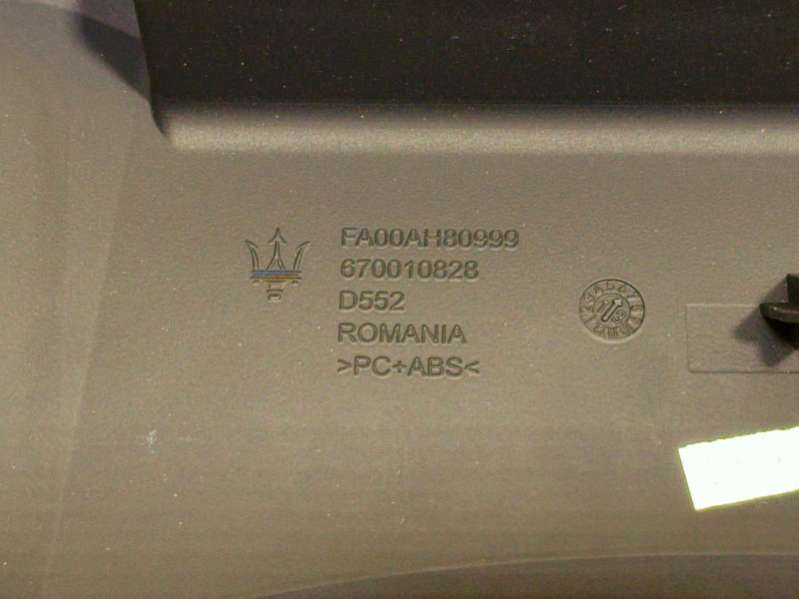 FA00AH80999
670010828
D552
ROMANIA
>PC+ABS<